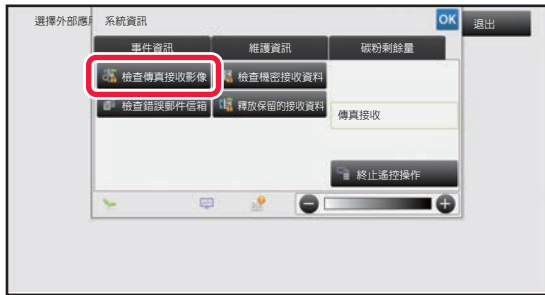 選擇外部應
系統資訊
OK
退出
事件資訊
維護資訊
碳粉剩餘量
檢查傳真接收影像
檢查機密接收資料
檢查錯誤郵件信箱
釋放保留的接收資料
傳真接收
終止遙控操作